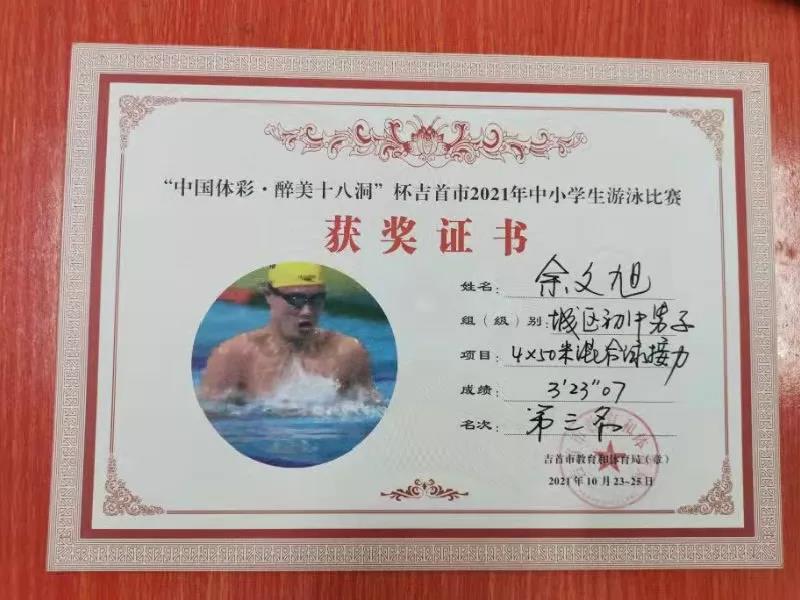 “中国体彩·醉美十八洞”杯吉首市2021年中小学生游泳比赛
获奖证书
姓名: 余文旭
组(级)别: 城区初中男子
项目: 4×50米混合泳接力
成绩: 3'23"07
名次: 第三名
吉首市教育和体育局(章)
2021年10月23~25日